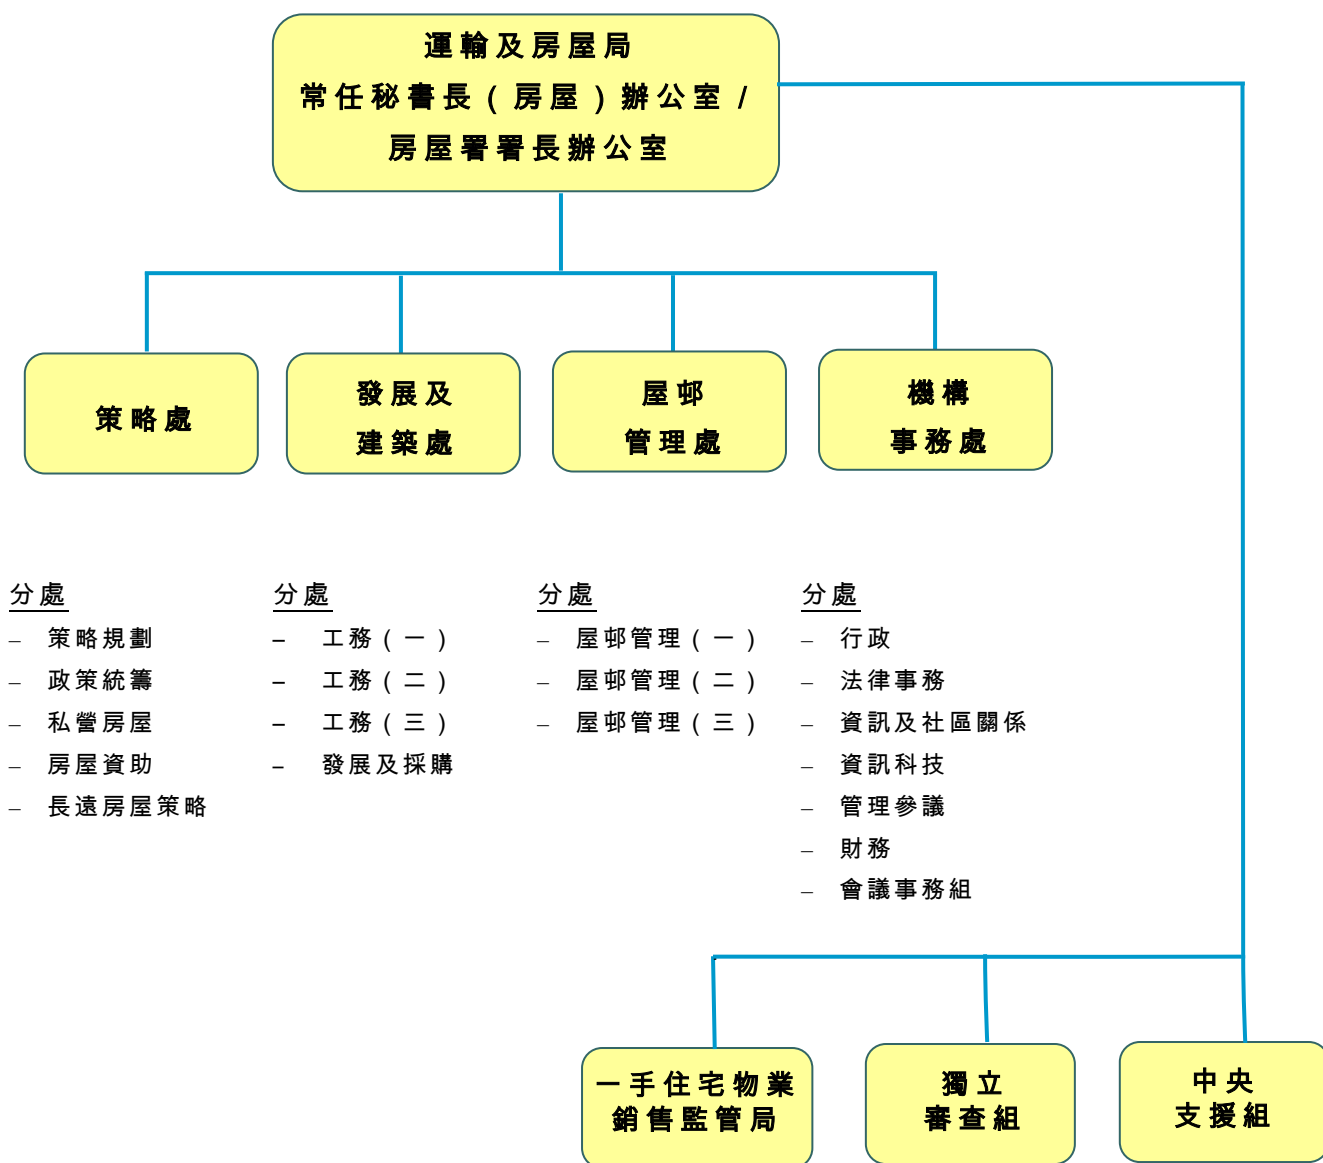 運輸及房屋局
常任秘書長（房屋）辦公室/
房屋署署長辦公室
策略處
發展及
建築處
屋邨
管理處
機構
事務處
分處
– 策略規劃
– 政策統籌
– 私營房屋
– 房屋資助
– 長遠房屋策略
分處
– 工務（一）
– 工務（二）
– 工務（三）
– 發展及採購
分處
– 屋邨管理（一）
– 屋邨管理（二）
– 屋邨管理（三）
分處
– 行政
– 法律事務
– 資訊及社區關係
– 資訊科技
– 管理參議
– 財務
– 會議事務組
一手住宅物業
銷售監管局
獨立
審查組
中央
支援組